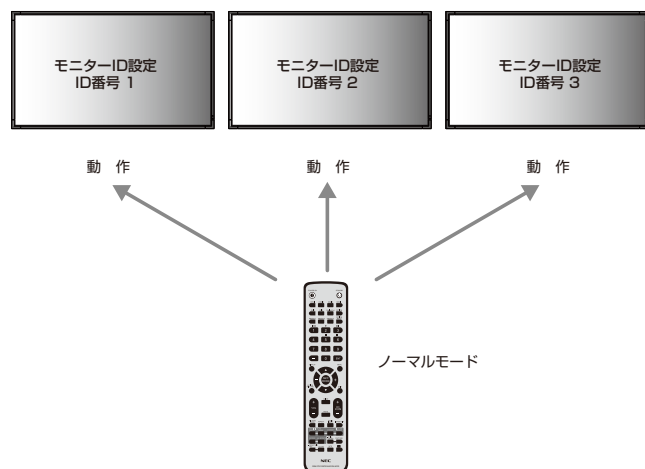 モニターID設定
ID番号 1
モニターID設定
ID番号 2
モニターID設定
ID番号 3
動 作
動 作
動 作
ノーマルモード
NEC